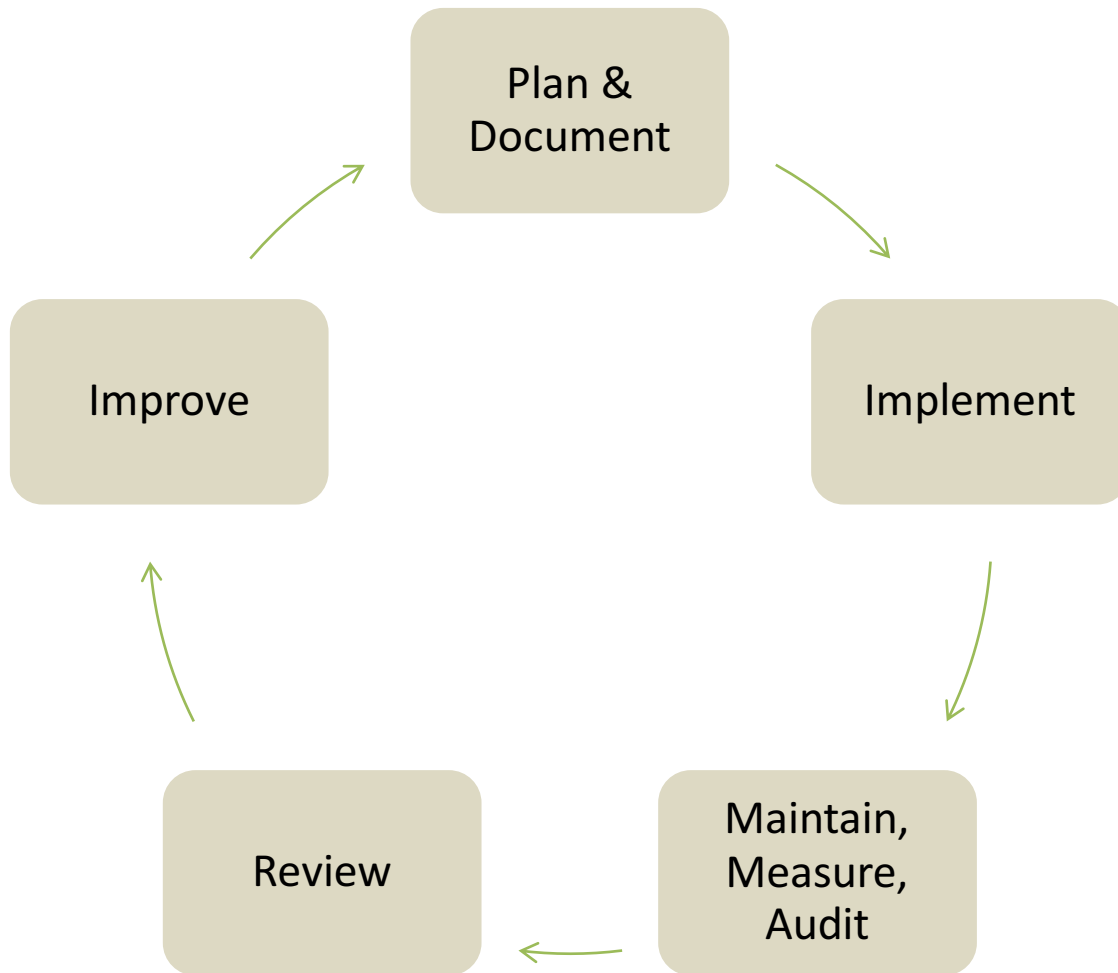 Plan &
Document
Implement
Maintain,
Measure,
Audit
Review
Improve